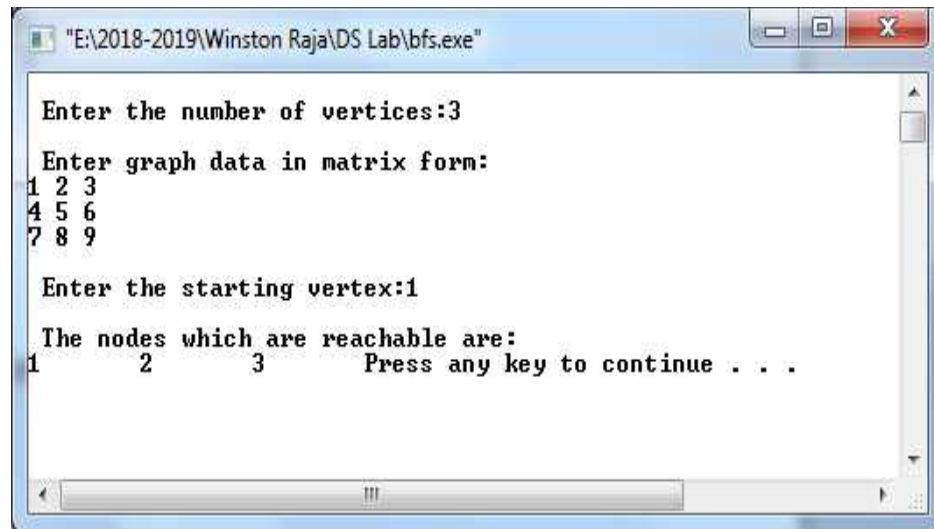 "E:\2018-2019\Winston Raja\DS Lab\bfs.exe"
Enter the number of vertices:3
Enter graph data in matrix form:
1 2 3
4 5 6
7 8 9
Enter the starting vertex:1
The nodes which are reachable are:
1 2 3 Press any key to continue . . .